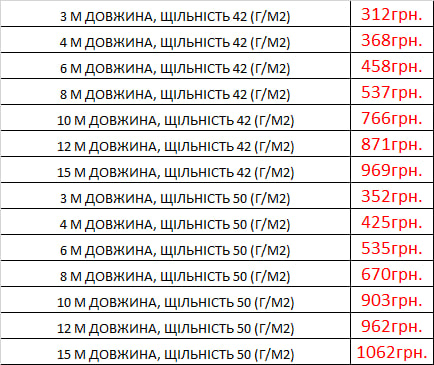 3 М ДОВЖИНА, ЩІЛЬНІСТЬ 42 (Г/М2) 312грн.
4 М ДОВЖИНА, ЩІЛЬНІСТЬ 42 (Г/М2) 368грн.
6 М ДОВЖИНА, ЩІЛЬНІСТЬ 42 (Г/М2) 458грн.
8 М ДОВЖИНА, ЩІЛЬНІСТЬ 42 (Г/М2) 537грн.
10 М ДОВЖИНА, ЩІЛЬНІСТЬ 42 (Г/М2) 766грн.
12 М ДОВЖИНА, ЩІЛЬНІСТЬ 42 (Г/М2) 871грн.
15 М ДОВЖИНА, ЩІЛЬНІСТЬ 42 (Г/М2) 969грн.
3 М ДОВЖИНА, ЩІЛЬНІСТЬ 50 (Г/М2) 352грн.
4 М ДОВЖИНА, ЩІЛЬНІСТЬ 50 (Г/М2) 425грн.
6 М ДОВЖИНА, ЩІЛЬНІСТЬ 50 (Г/М2) 535грн.
8 М ДОВЖИНА, ЩІЛЬНІСТЬ 50 (Г/М2) 670грн.
10 М ДОВЖИНА, ЩІЛЬНІСТЬ 50 (Г/М2) 903грн.
12 М ДОВЖИНА, ЩІЛЬНІСТЬ 50 (Г/М2) 962грн.
15 М ДОВЖИНА, ЩІЛЬНІСТЬ 50 (Г/М2) 1062грн.